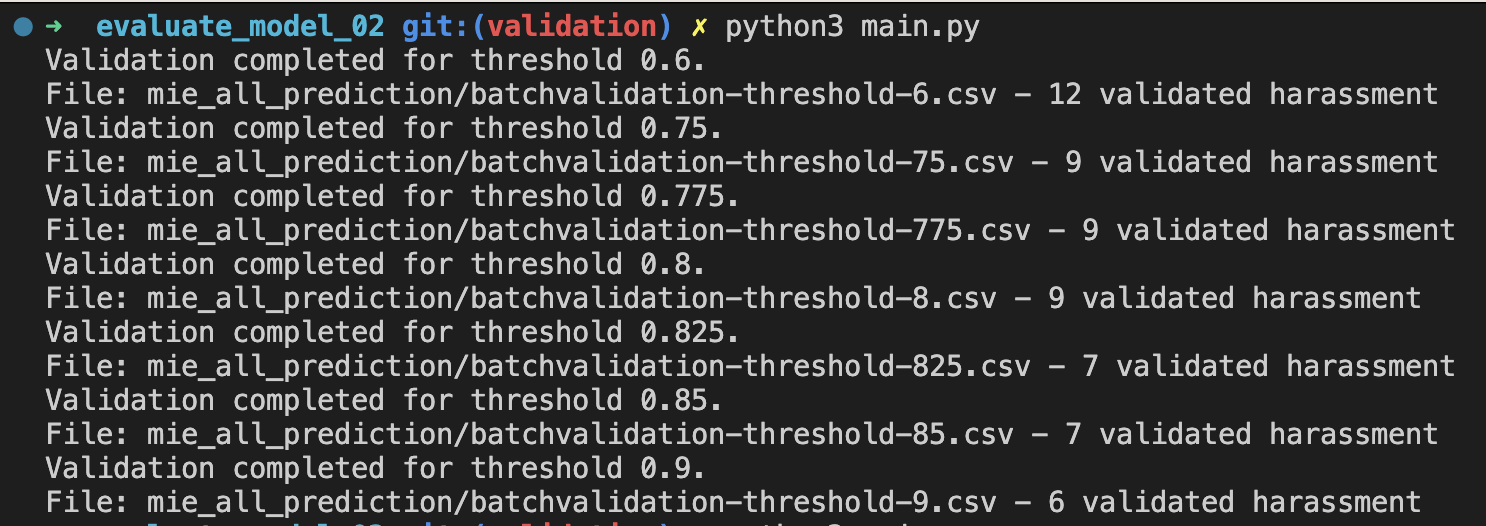 ➜ evaluate_model_02 git:(validation) ✗ python3 main.py
Validation completed for threshold 0.6.
File: mie_all_prediction/batchvalidation-threshold-6.csv – 12 validated harassment
Validation completed for threshold 0.75.
File: mie_all_prediction/batchvalidation-threshold-75.csv – 9 validated harassment
Validation completed for threshold 0.775.
File: mie_all_prediction/batchvalidation-threshold-775.csv – 9 validated harassment
Validation completed for threshold 0.8.
File: mie_all_prediction/batchvalidation-threshold-8.csv – 9 validated harassment
Validation completed for threshold 0.825.
File: mie_all_prediction/batchvalidation-threshold-825.csv – 7 validated harassment
Validation completed for threshold 0.85.
File: mie_all_prediction/batchvalidation-threshold-85.csv – 7 validated harassment
Validation completed for threshold 0.9.
File: mie_all_prediction/batchvalidation-threshold-9.csv – 6 validated harassment